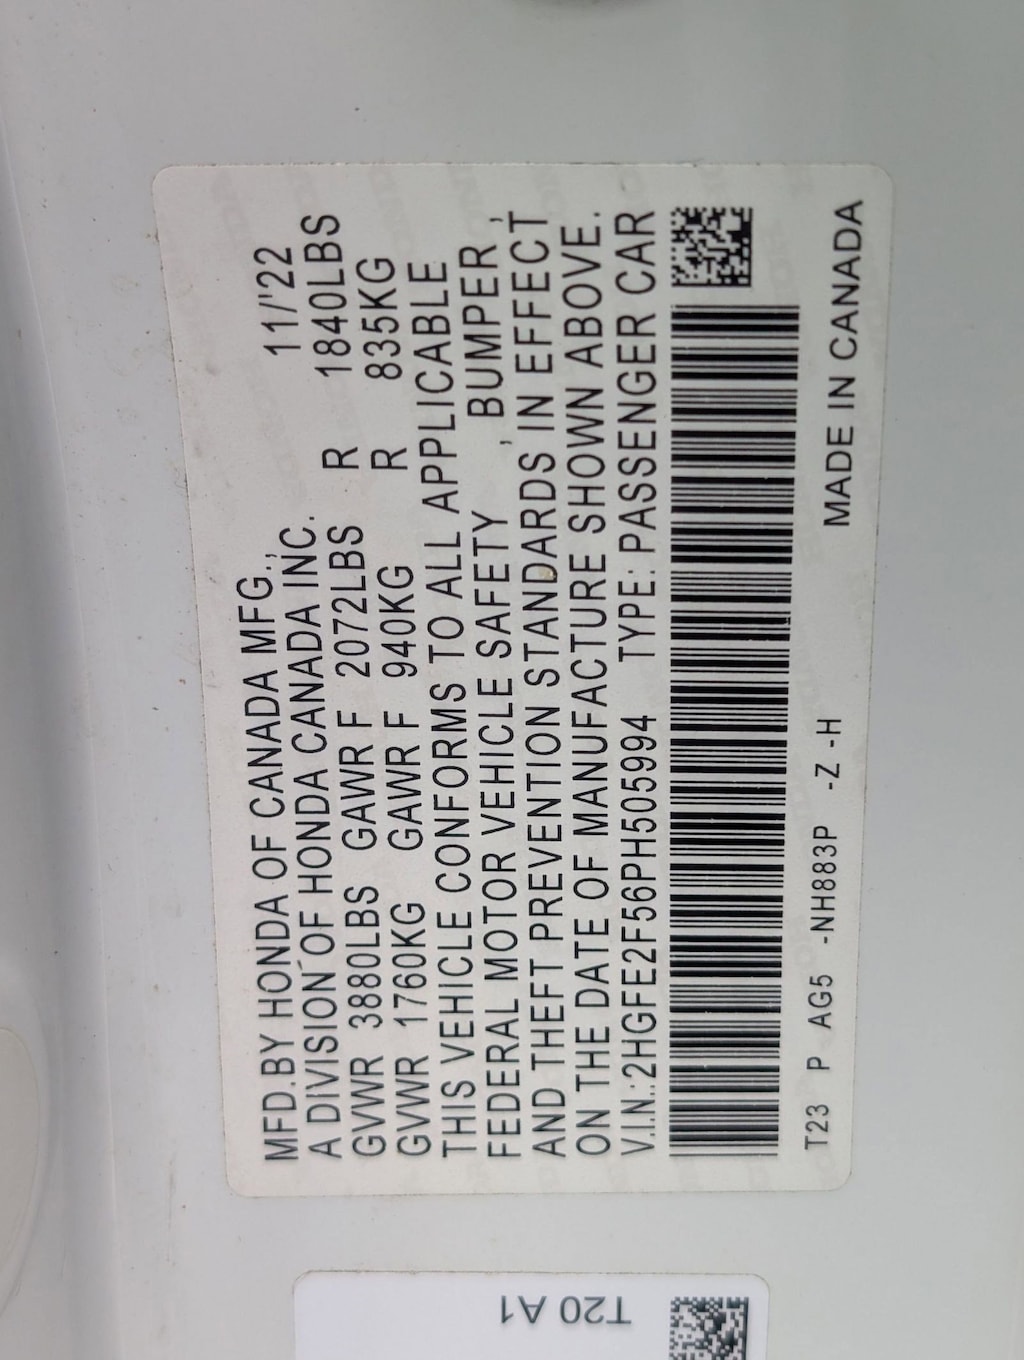 MFD.BY HONDA OF CANADA MFG., 11/'22
A DIVISION OF HONDA CANADA INC.
GVWR 3880LBS GAWR F 2072LBS R 1840LBS
GVWR 1760KG GAWR F 940KG R 835KG
THIS VEHICLE CONFORMS TO ALL APPLICABLE
FEDERAL MOTOR VEHICLE SAFETY , BUMPER ,
AND THEFT PREVENTION STANDARDS IN EFFECT
ON THE DATE OF MANUFACTURE SHOWN ABOVE.
V.I.N.:2HGFE2F56PH505994 TYPE:PASSENGER CAR
T23 P AG5 -NH883P -Z -H MADE IN CANADA
T20 A1